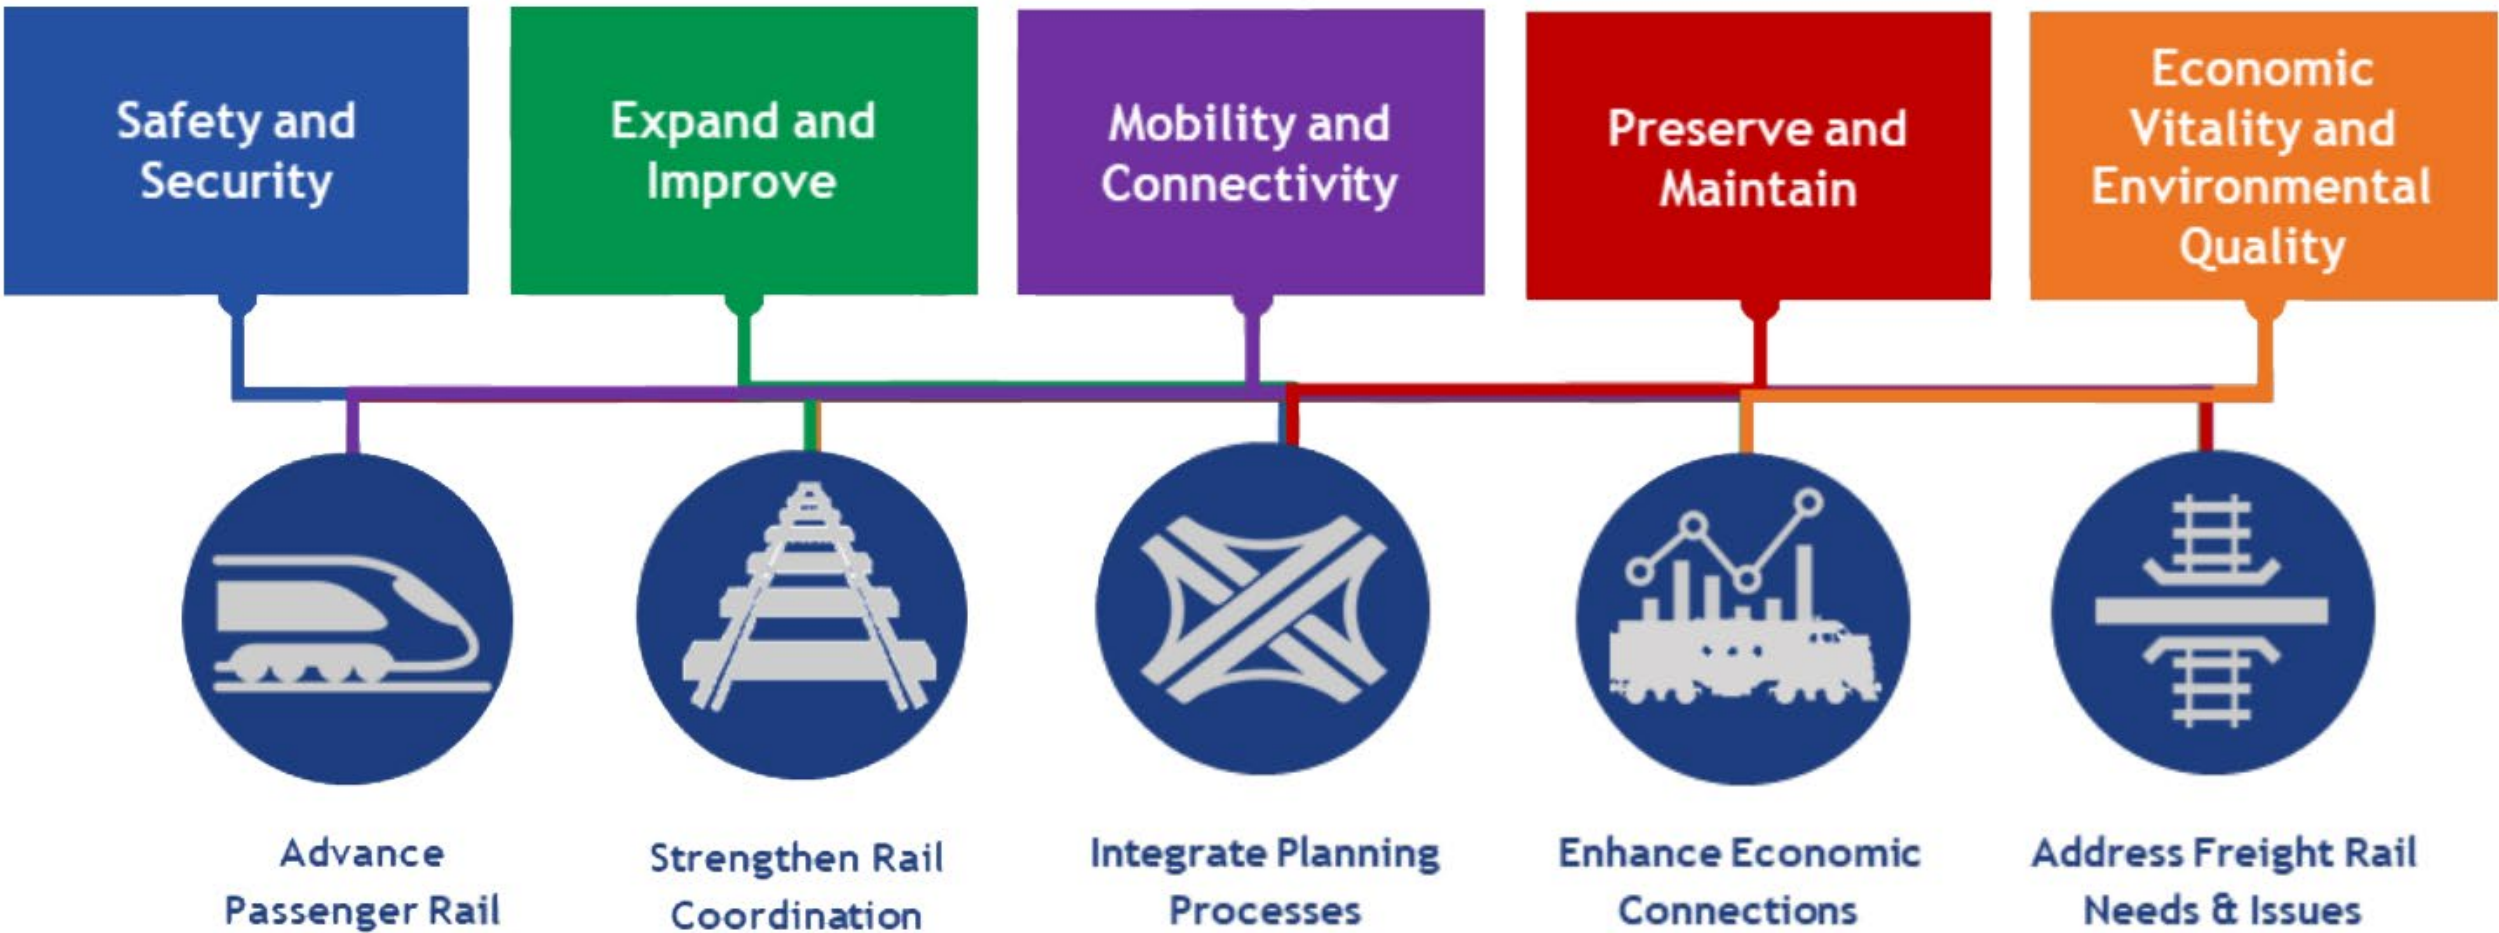 Safety and
Security
Expand and
Improve
Mobility and
Connectivity
Preserve and
Maintain
Economic
Vitality and
Environmental
Quality
Advance
Passenger Rail
Strengthen Rail
Coordination
Integrate Planning
Processes
Enhance Economic
Connections
Address Freight Rail
Needs & Issues